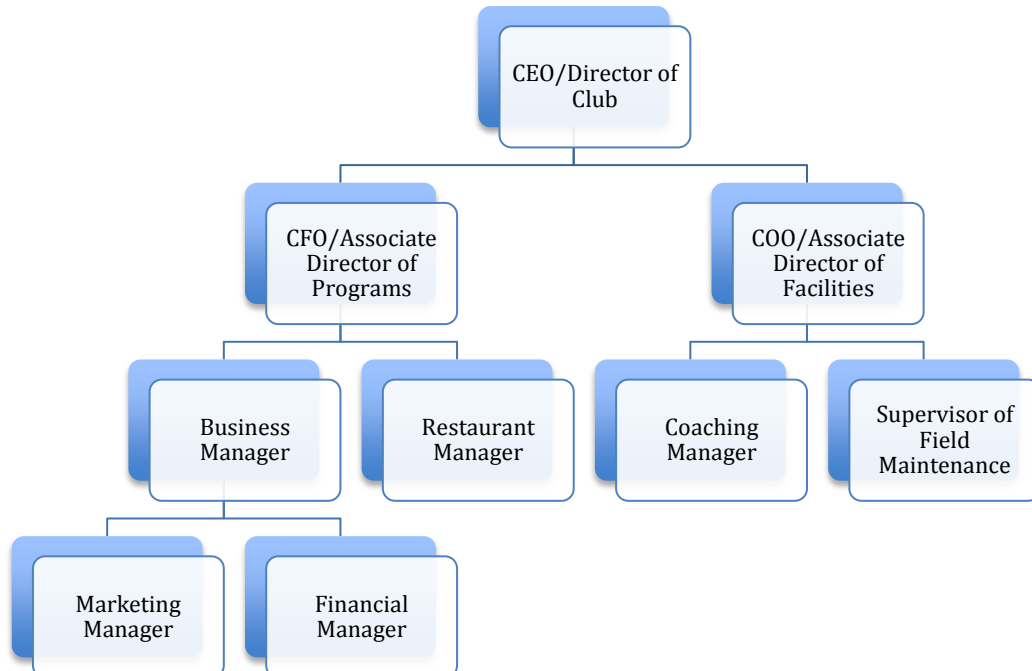 CEO/Director of
Club
CFO/Associate
Director of
Programs
COO/Associate
Director of
Facilities
Business
Manager
Restaurant
Manager
Coaching
Manager
Supervisor of
Field
Maintenance
Marketing
Manager
Financial
Manager